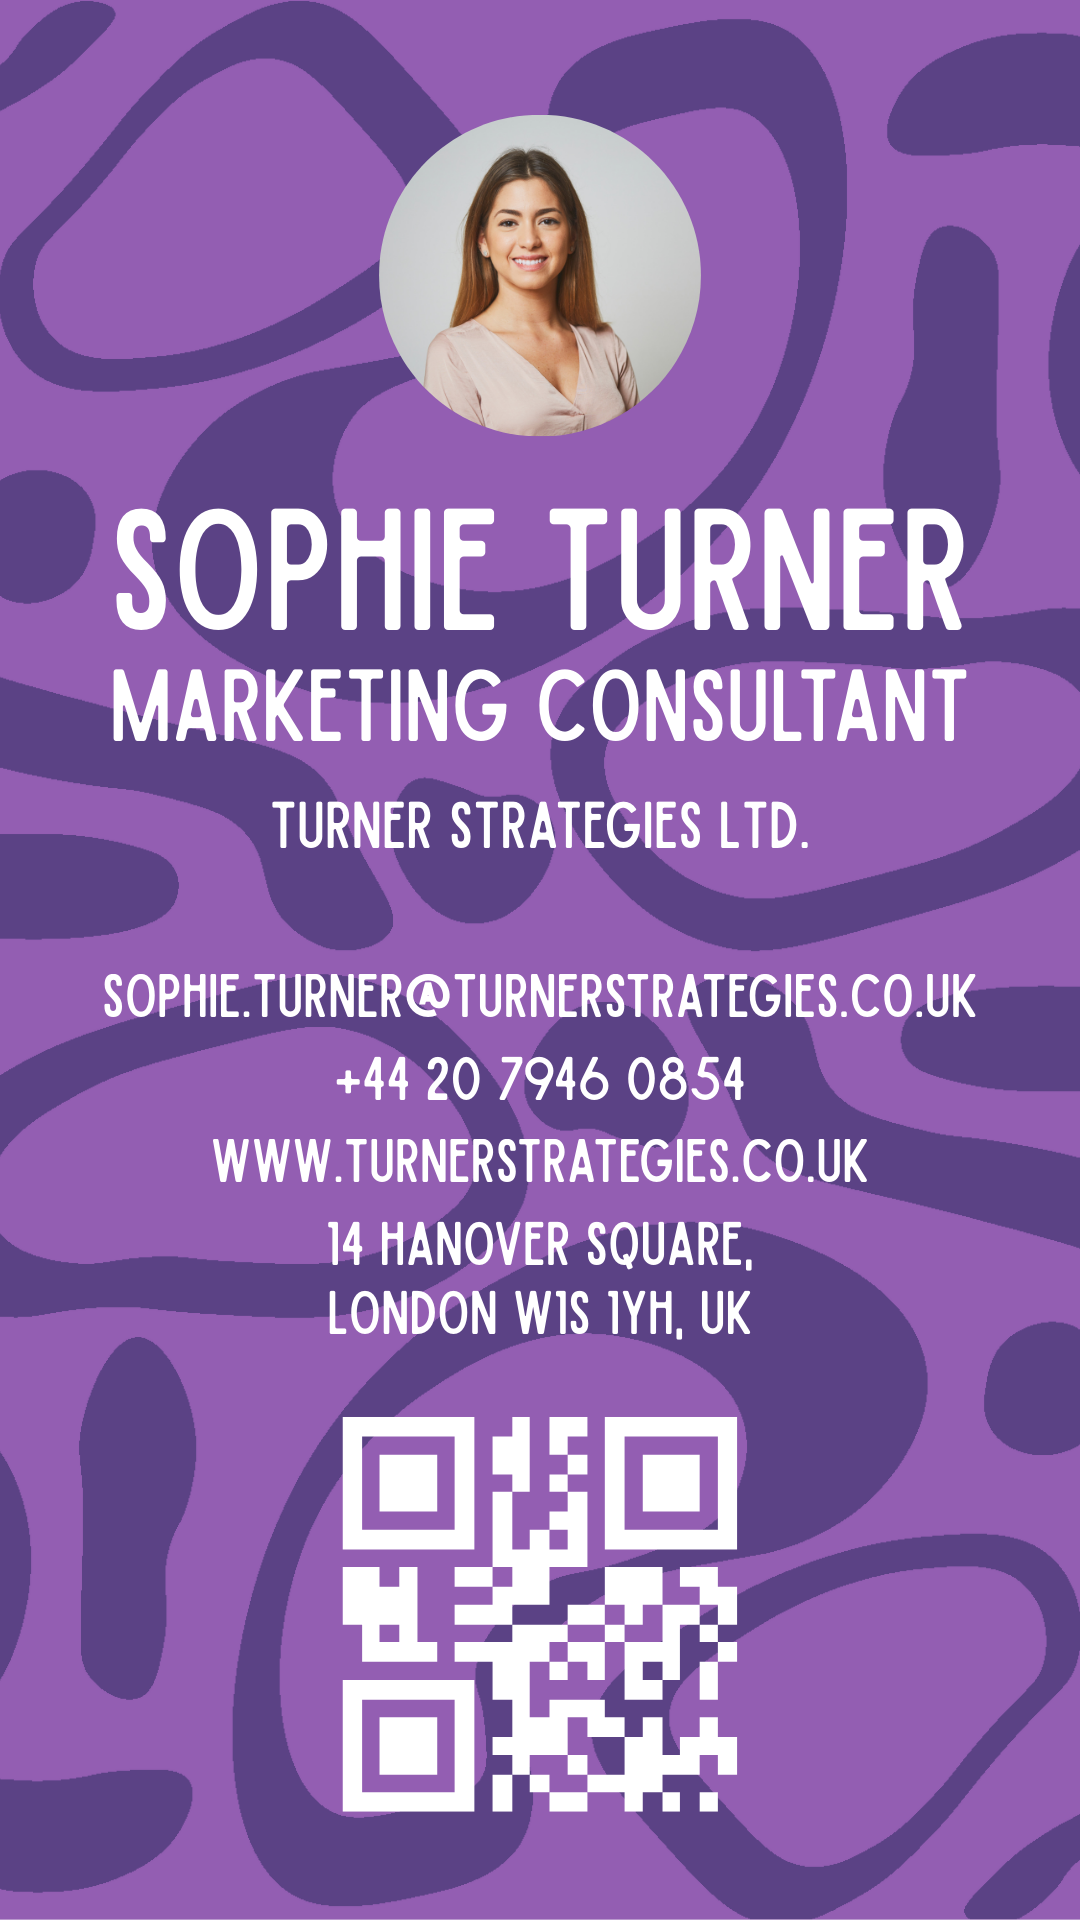 SOPHIE TURNER
MARKETING CONSULTANT
TURNER STRATEGIES LTD.
SOPHIE.TURNER@TURNERSTRATEGIES.CO.UK
+44 20 7946 0854
WWW.TURNERSTRATEGIES.CO.UK
14 HANOVER SQUARE,
LONDON W1S 1YH, UK